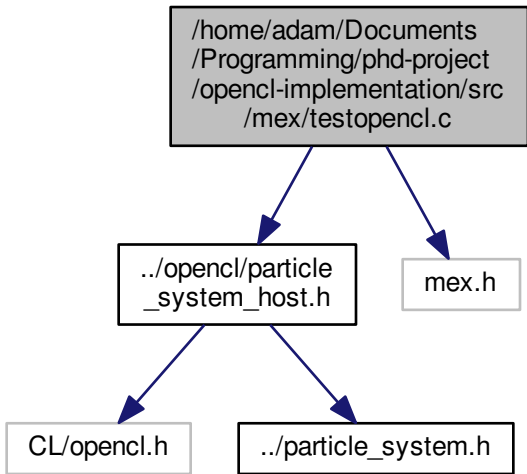 /home/adam/Documents
/Programming/phd-project
/opencl-implementation/src
/mex/testopencl.c
../opencl/particle
_system_host.h
mex.h
CL/opencl.h
../particle_system.h